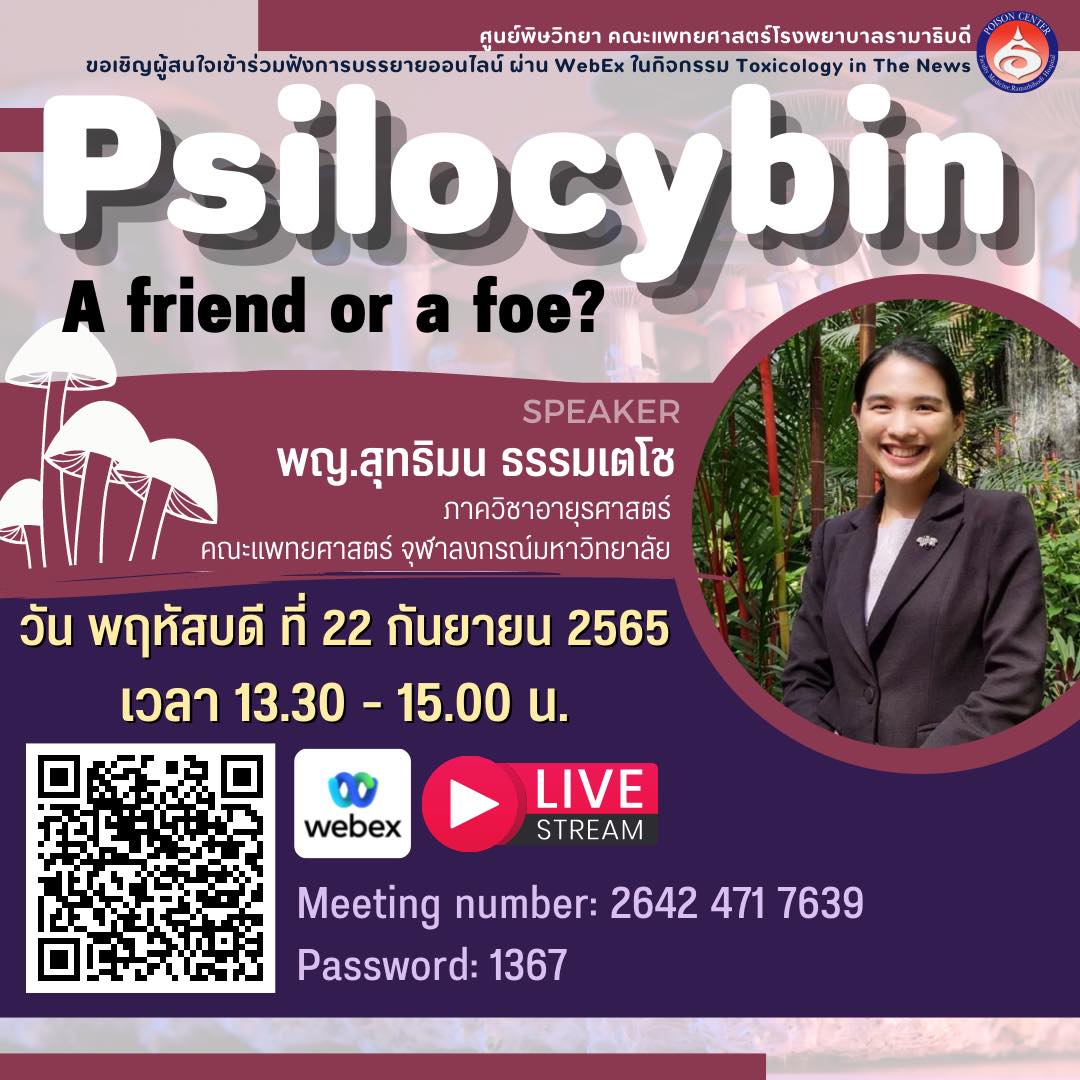 ศูนย์พิษวิทยา คณะแพทยศาสตร์โรงพยาบาลรามาธิบดี
ขอเชิญผู้สนใจเข้าร่วมฟังการบรรยายออนไลน์ ผ่าน WebEx ในกิจกรรม Toxicology in The News
POISON CENTER
Faculty Medicine Ramathibodi Hospital
Psilocybin
A friend or a foe?
SPEAKER
พญ.สุทธิมน ธรรมเตโช
ภาควิชาอายุรศาสตร์
คณะแพทยศาสตร์ จุฬาลงกรณ์มหาวิทยาลัย
วัน พฤหัสบดี ที่ 22 กันยายน 2565
เวลา 13.30 - 15.00 น.
webex
LIVE
STREAM
Meeting number: 2642 471 7639
Password: 1367